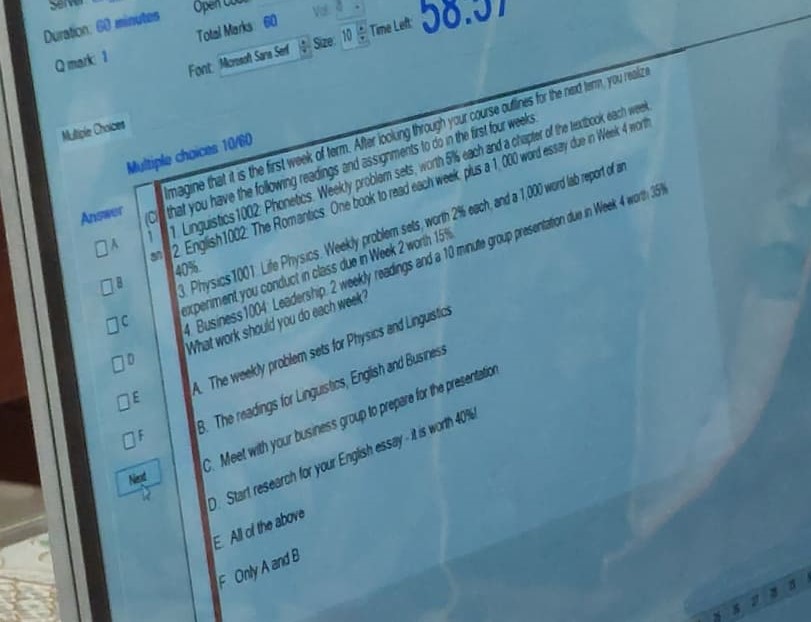 Server
Duration: 60 minutes
Q mark: 1
Open
Total Marks: 60
Vol: 8
Font: Microsoft Sans Serif Size: 10 Time Left: 58:57
Multiple Choices
Multiple choices 10/60
Answer
Imagine that it is the first week of term. After looking through your course outlines for the next term, you realize
that you have the following readings and assignments to do in the first four weeks:
1. Linguistics1002: Phonetics. Weekly problem sets, worth 5% each and a chapter of the textbook each week.
2. English1002: The Romantics. One book to read each week, plus a 1,000 word essay due in Week 4 worth
40%.
3. Physics1001: Life Physics. Weekly problem sets, worth 2% each, and a 1,000 word lab report of an
experiment you conduct in class due in Week 2 worth 15%.
4. Business1004: Leadership. 2 weekly readings and a 10 minute group presentation due in Week 4 worth 35%
What work should you do each week?
A. The weekly problem sets for Physics and Linguistics
B. The readings for Linguistics, English and Business
C. Meet with your business group to prepare for the presentation
D. Start research for your English essay - it is worth 40%!
E. All of the above
F. Only A and B
A
B
C
D
E
F
Next